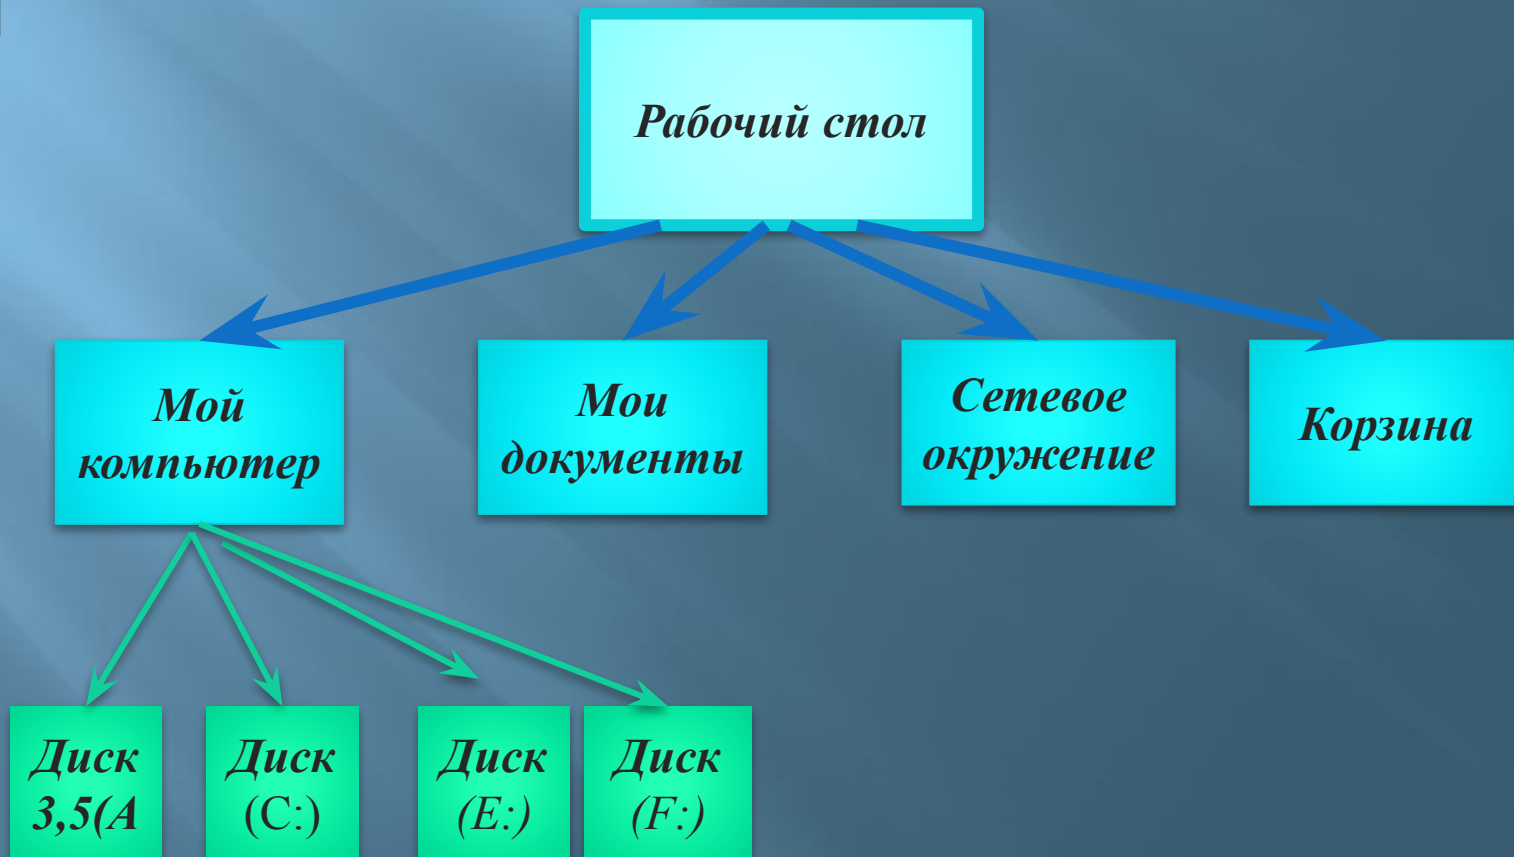 Рабочий стол
Мой
компьютер
Мои
документы
Сетевое
окружение
Корзина
Диск
3,5(А
Диск
(C:)
Диск
(E:)
Диск
(F:)